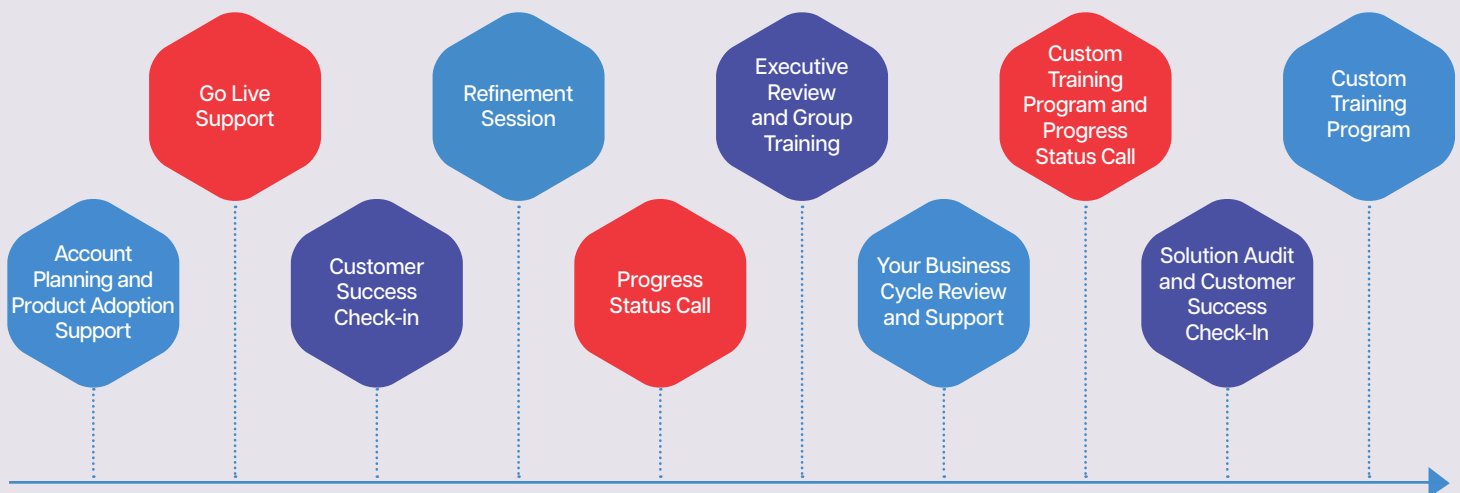 Account
Planning and
Product Adoption
Support
Go Live
Support
Customer
Success
Check-in
Refinement
Session
Progress
Status Call
Executive
Review
and Group
Training
Your Business
Cycle Review
and Support
Custom
Training
Program and
Progress
Status Call
Solution Audit
and Customer
Success
Check-In
Custom
Training
Program